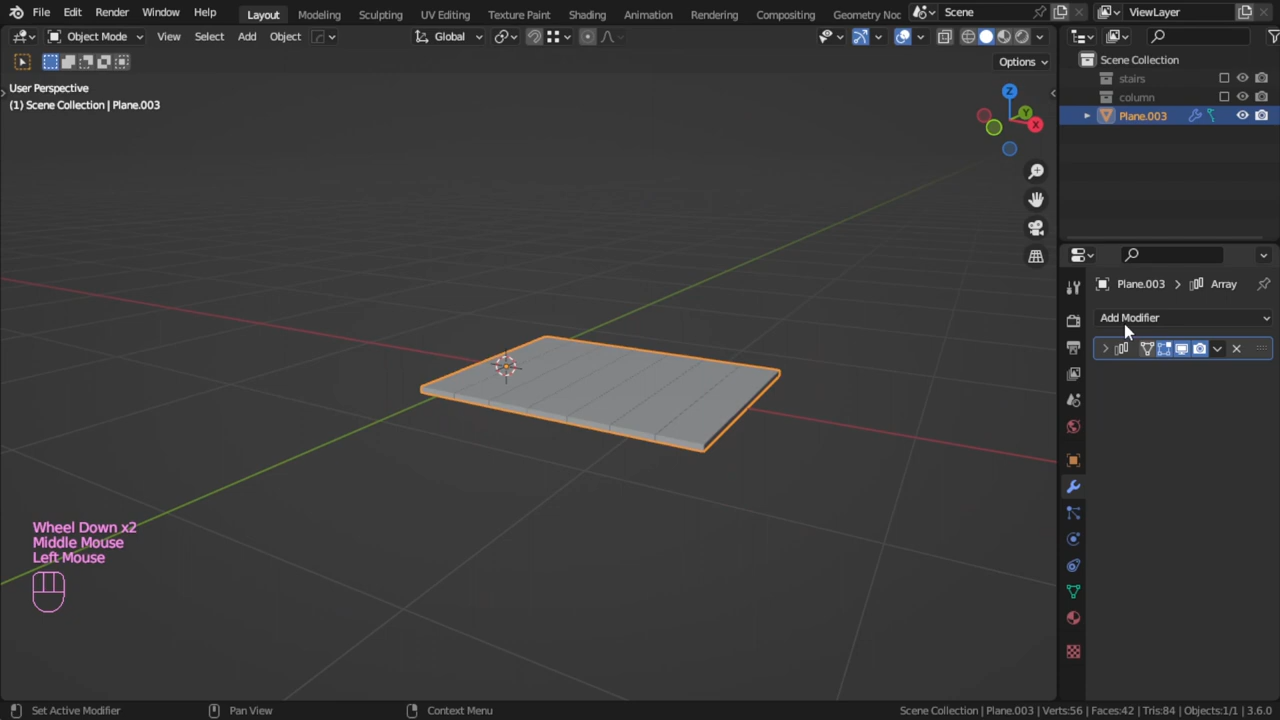 File Edit Render Window Help Layout Modeling Sculpting UV Editing Texture Paint Shading Animation Rendering Compositing Geometry Noc Scene ViewLayer
Object Mode View Select Add Object Global
Options
User Perspective
(1) Scene Collection | Plane.003
Z
Y
X
Scene Collection
stairs
column
Plane.003
Plane.003 > Array
Add Modifier
Wheel Down x2
Middle Mouse
Left Mouse
Set Active Modifier Pan View Context Menu Scene Collection | Plane.003 | Verts:56 | Faces:42 | Tris:84 | Objects:1/1 | 3.6.0